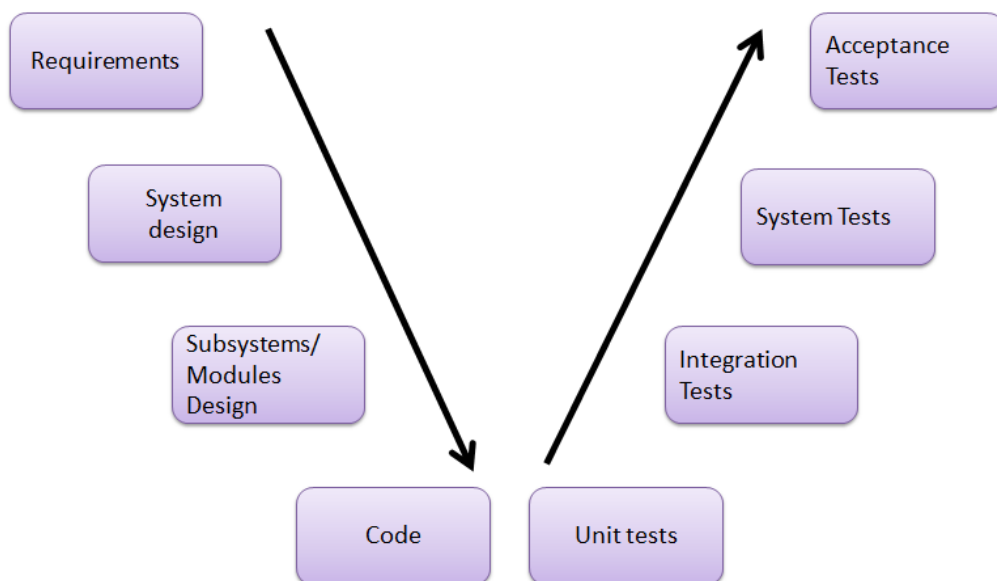 Requirements
System
design
Subsystems/
Modules
Design
Code
Unit tests
Integration
Tests
System Tests
Acceptance
Tests